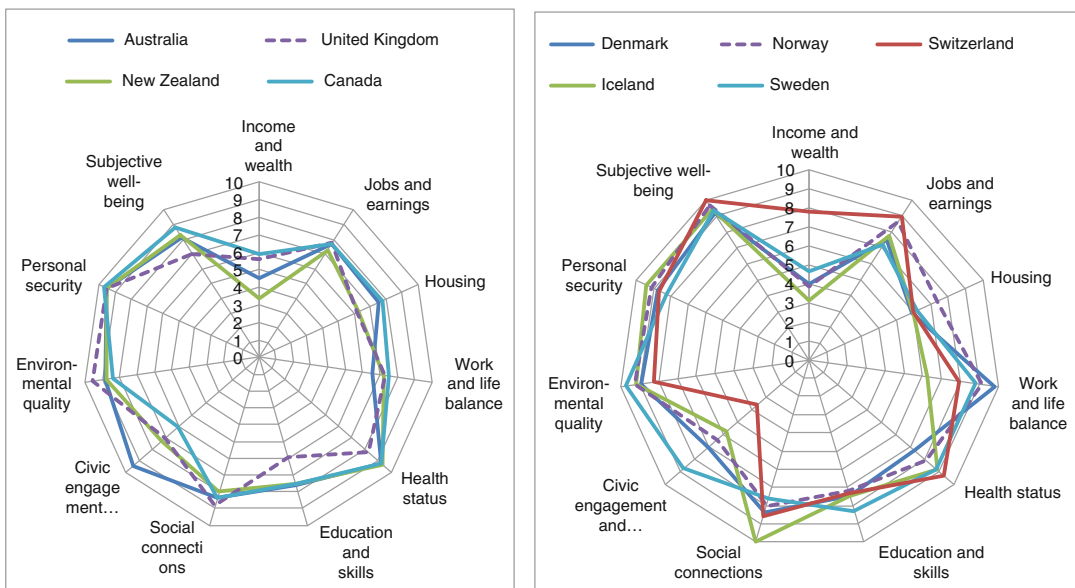 Australia
United Kingdom
New Zealand
Canada
Income
and
wealth
Jobs and
earnings
Housing
Work
and life
balance
Health
status
Education
and
skills
Social
connecti
ons
Civic
engage
ment…
Environ-
mental
quality
Personal
security
Subjective
well-
being
10
9
8
7
6
5
4
3
2
1
0
Denmark
Norway
Switzerland
Iceland
Sweden
Income and
wealth
Jobs and
earnings
Housing
Work
and life
balance
Health status
Education and
skills
Social
connections
Civic
engagement
and…
Environ-
mental
quality
Personal
security
Subjective well-
being
10
9
8
7
6
5
4
3
2
1
0